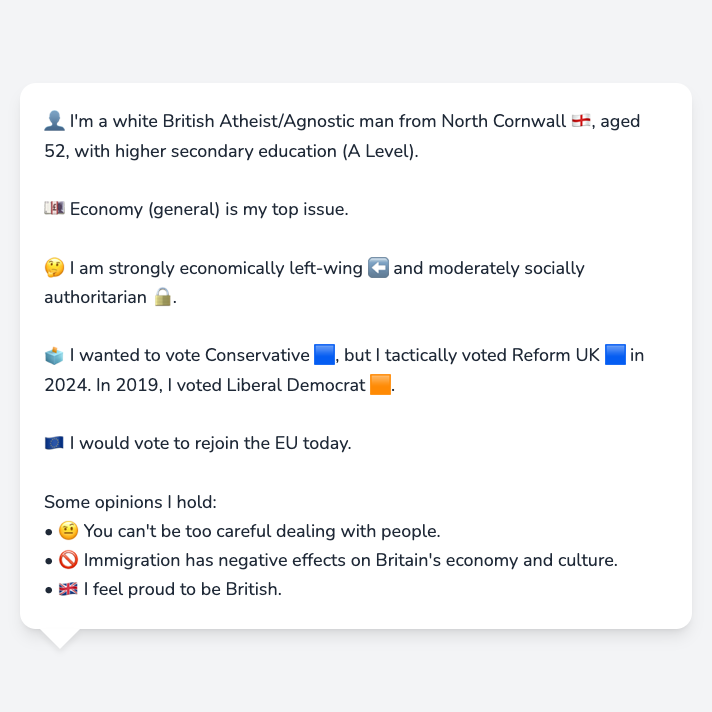 👤 I'm a white British Atheist/Agnostic man from North Cornwall 🏴󠁧󠁢󠁥󠁮󠁧󠁿, aged
52, with higher secondary education (A Level).
💷 Economy (general) is my top issue.
🤔 I am strongly economically left-wing ⬅️ and moderately socially
authoritarian 🔒.
🗳️ I wanted to vote Conservative 🟦, but I tactically voted Reform UK 🟦 in
2024. In 2019, I voted Liberal Democrat 🟧.
🇪🇺 I would vote to rejoin the EU today.
Some opinions I hold:
• 🤨 You can't be too careful dealing with people.
• 🚫 Immigration has negative effects on Britain's economy and culture.
• 🇬🇧 I feel proud to be British.